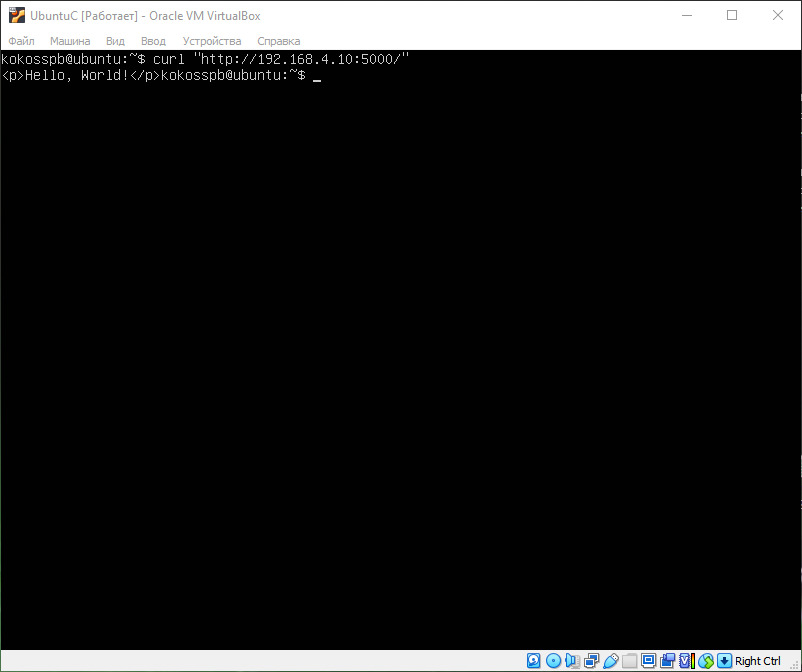 UbuntuC [Работает] - Oracle VM VirtualBox
Файл Машина Вид Ввод Устройства Справка
kokosspb@ubuntu:~$ curl "http://192.168.4.10:5000/"
<p>Hello, World!</p>kokosspb@ubuntu:~$ _
Right Ctrl